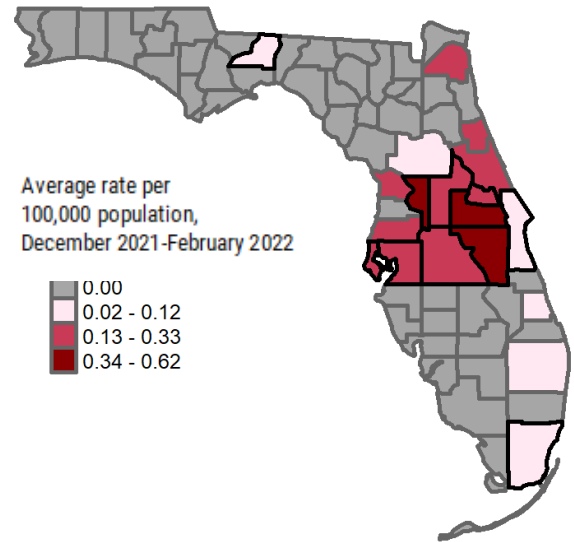 Average rate per
100,000 population,
December 2021-February 2022
0.00
0.02 - 0.12
0.13 - 0.33
0.34 - 0.62